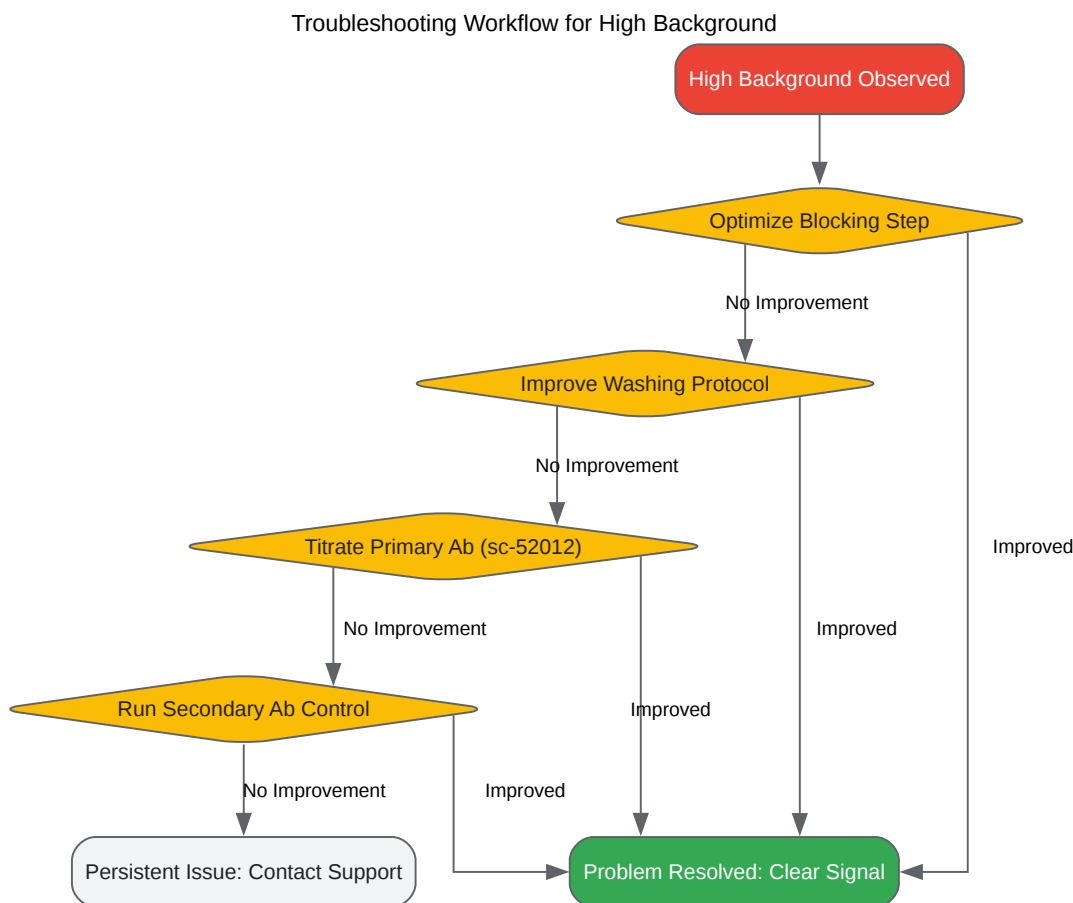 Troubleshooting Workflow for High Background
High Background Observed
Optimize Blocking Step
No Improvement
Improve Washing Protocol
No Improvement
Titrate Primary Ab (sc-52012)
Improved
No Improvement
Improved
Run Secondary Ab Control
Improved
No Improvement
Improved
Persistent Issue: Contact Support
Problem Resolved: Clear Signal